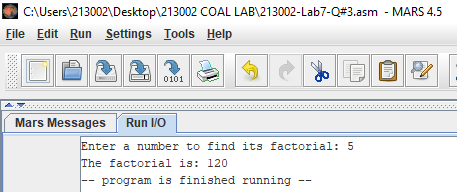 C:\Users\213002\Desktop\213002 COAL LAB\213002-Lab7-Q#3.asm - MARS 4.5
File Edit Run Settings Tools Help
0101
Mars Messages Run I/O
Enter a number to find its factorial: 5
The factorial is: 120
-- program is finished running --